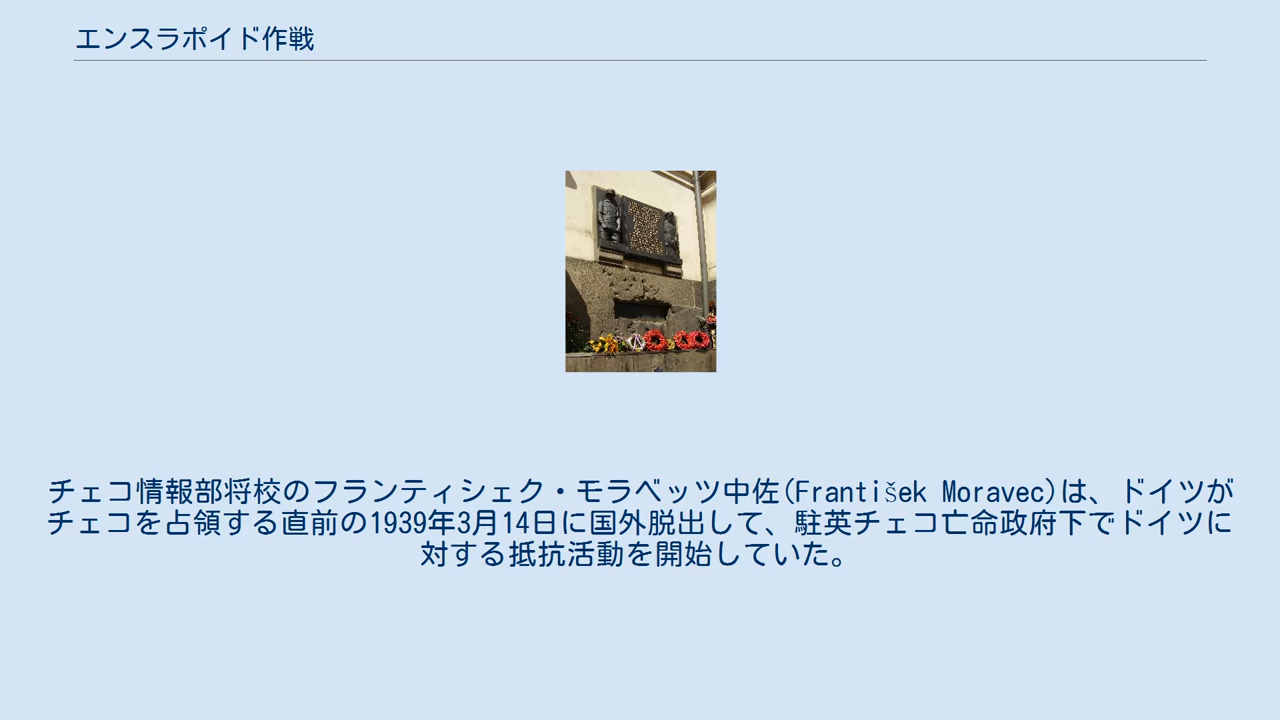 エンスラポイド作戦
チェコ情報部将校のフランティシェク・モラベッツ中佐(František Moravec)は、ドイツが
チェコを占領する直前の1939年3月14日に国外脱出して、駐英チェコ亡命政府下でドイツに
対する抵抗活動を開始していた。